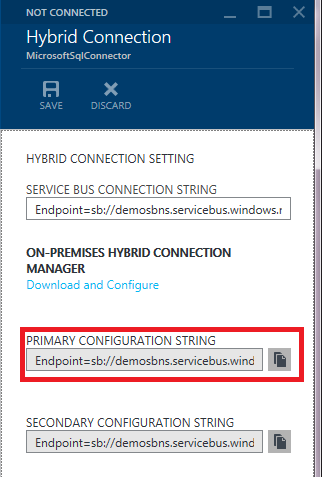 NOT CONNECTED
Hybrid Connection
MicrosoftSqlConnector
SAVE DISCARD
HYBRID CONNECTION SETTING
SERVICE BUS CONNECTION STRING
Endpoint=sb://demosbns.servicebus.windows.r
ON-PREMISES HYBRID CONNECTION
MANAGER
Download and Configure
PRIMARY CONFIGURATION STRING
Endpoint=sb://demosbns.servicebus.wind
SECONDARY CONFIGURATION STRING
Endpoint=sb://demosbns.servicebus.wind